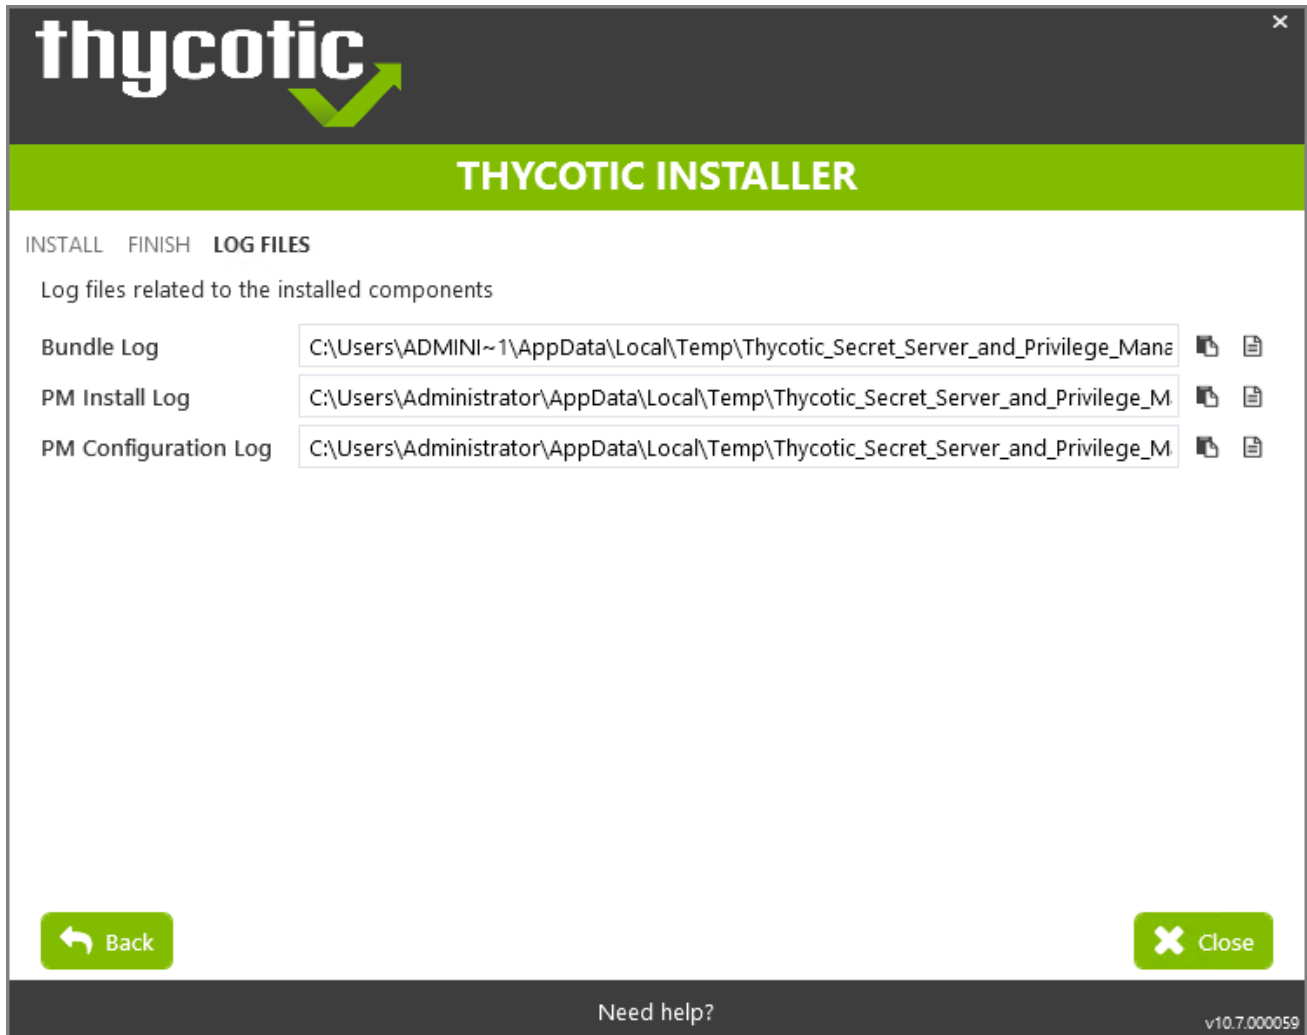 thycotic
×
THYCOTIC INSTALLER
INSTALL FINISH LOG FILES
Log files related to the installed components
Bundle Log C:\Users\ADMINI~1\AppData\Local\Temp\Thycotic_Secret_Server_and_Privilege_Mana
PM Install Log C:\Users\Administrator\AppData\Local\Temp\Thycotic_Secret_Server_and_Privilege_M
PM Configuration Log C:\Users\Administrator\AppData\Local\Temp\Thycotic_Secret_Server_and_Privilege_M
Back Close
Need help?
v10.7.000059